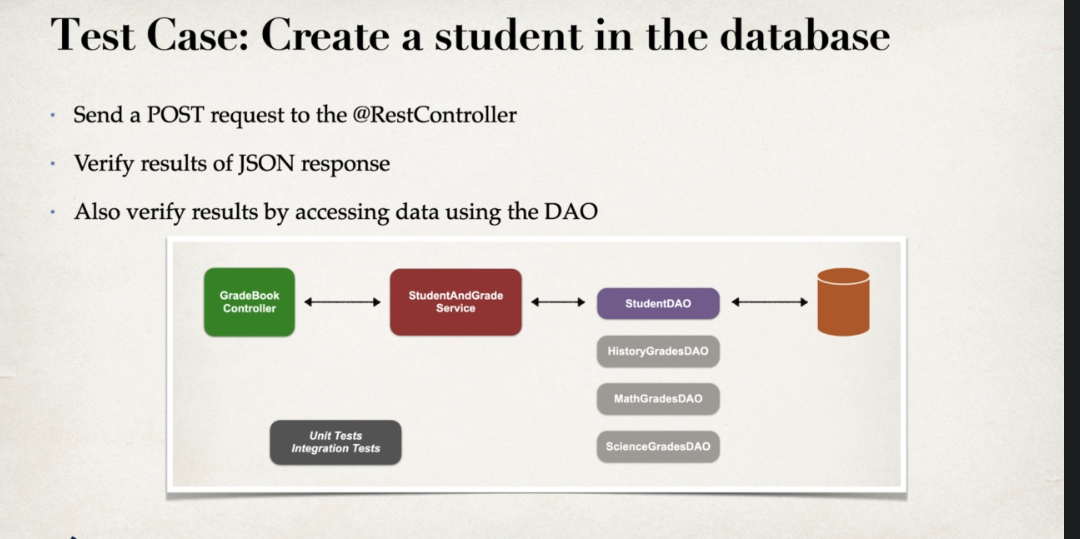 Test Case: Create a student in the database
• Send a POST request to the @RestController
• Verify results of JSON response
• Also verify results by accessing data using the DAO
GradeBook
Controller
StudentAndGrade
Service
StudentDAO
HistoryGradesDAO
MathGradesDAO
ScienceGradesDAO
Unit Tests
Integration Tests